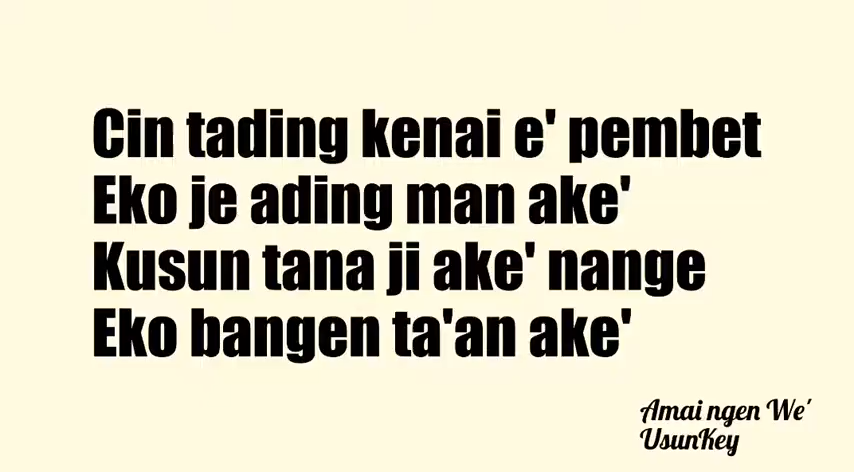 Cin tading kenai e' pembet
Eko je ading man ake'
Kusun tana ji ake' nange
Eko bangen ta'an ake'
Amai ngen We'
UsunKey